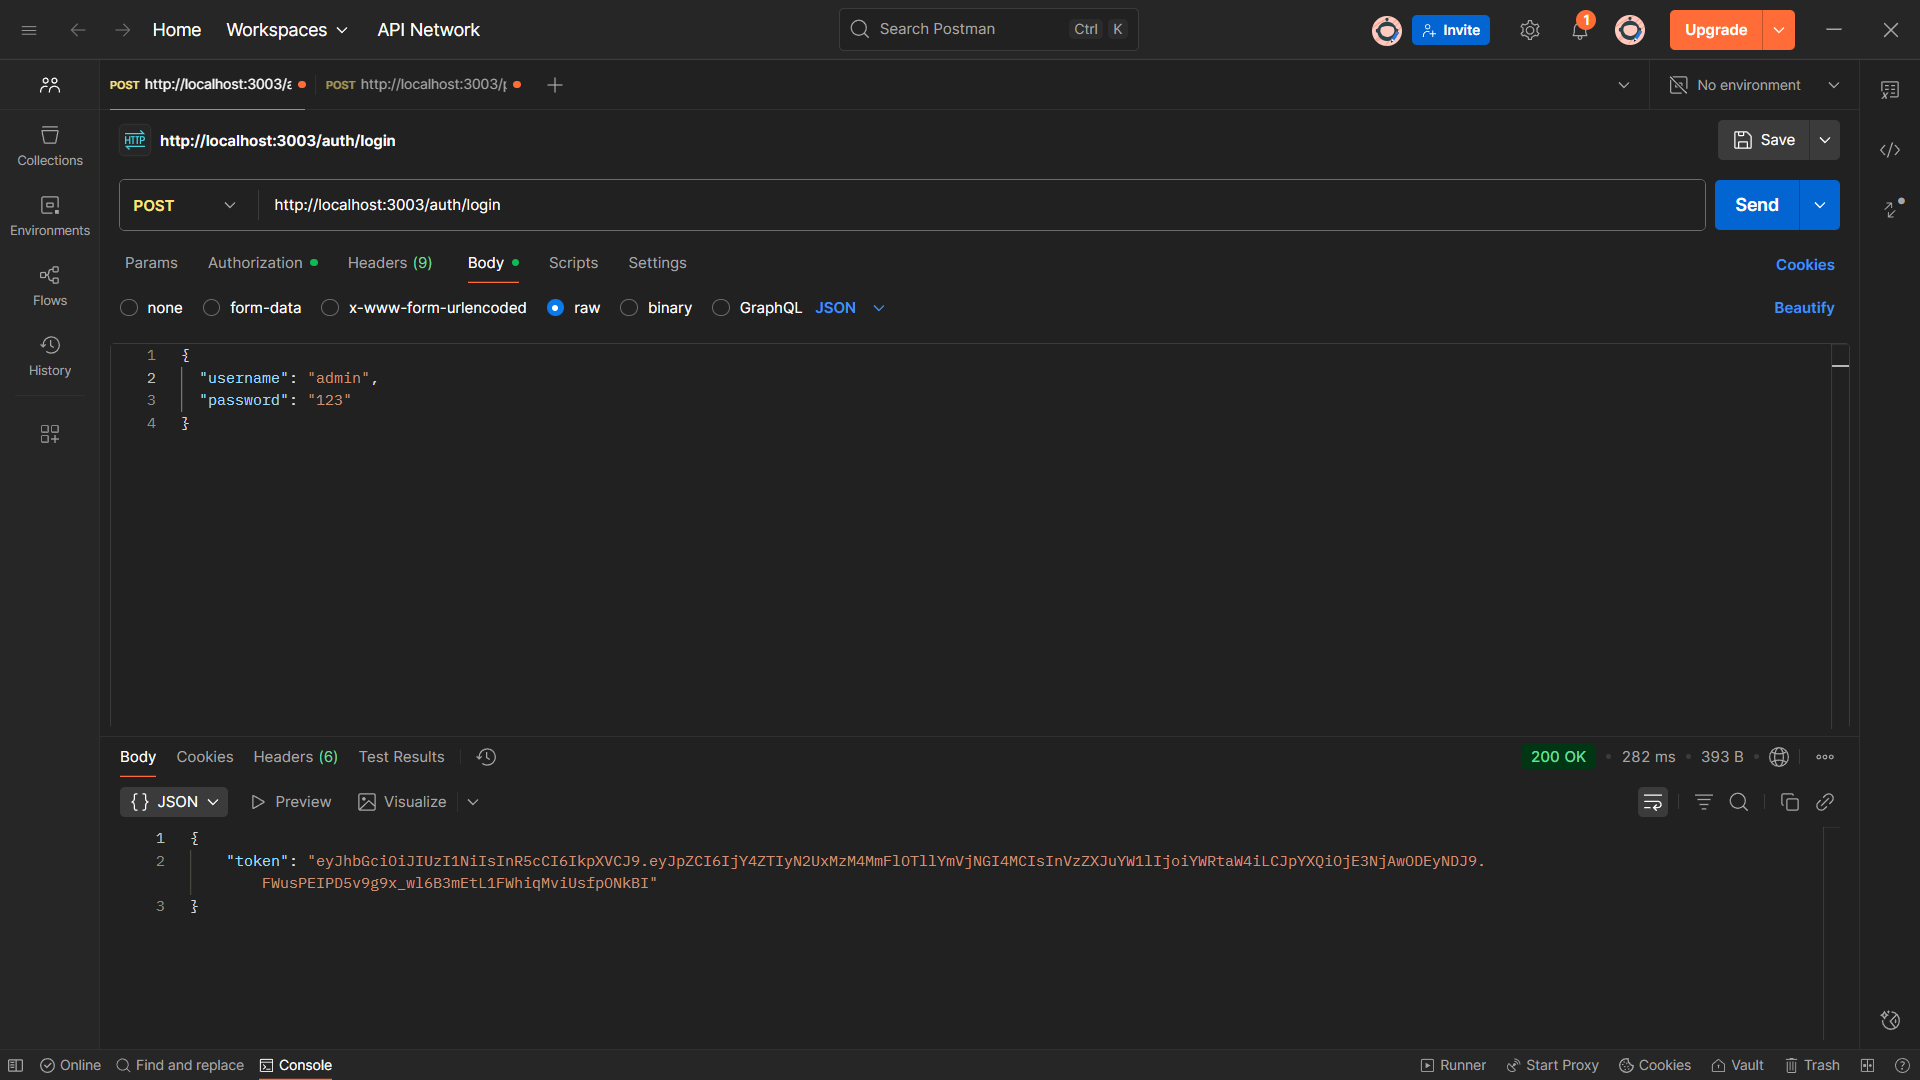 Home Workspaces API Network Search Postman Ctrl K Invite 1 Upgrade
POST http://localhost:3003/a POST http://localhost:3003/p No environment
HTTP http://localhost:3003/auth/login Save
POST http://localhost:3003/auth/login Send
Collections
Environments
Flows
History
Params Authorization Headers (9) Body Scripts Settings Cookies
none form-data x-www-form-urlencoded raw binary GraphQL JSON Beautify
1 {
2 "username": "admin",
3 "password": "123"
4 }
Body Cookies Headers (6) Test Results 200 OK • 282 ms • 393 B •
{} JSON Preview Visualize
1 {
2 "token": "eyJhbGciOiJIUzI1NiIsInR5cCI6IkpXVCJ9.eyJpZCI6IjY4ZTIyN2UxMzM4MmFlOTllYmVjNGI4MCIsInVzZXJuYW1lIjoiYWRtaW4iLCJpYXQiOjE3NjAwODEyNDJ9.
FWusPEIPD5v9g9x_wl6B3mEtL1FWhiqMviUsfpONkBI"
3 }
Online Find and replace Console Runner Start Proxy Cookies Vault Trash